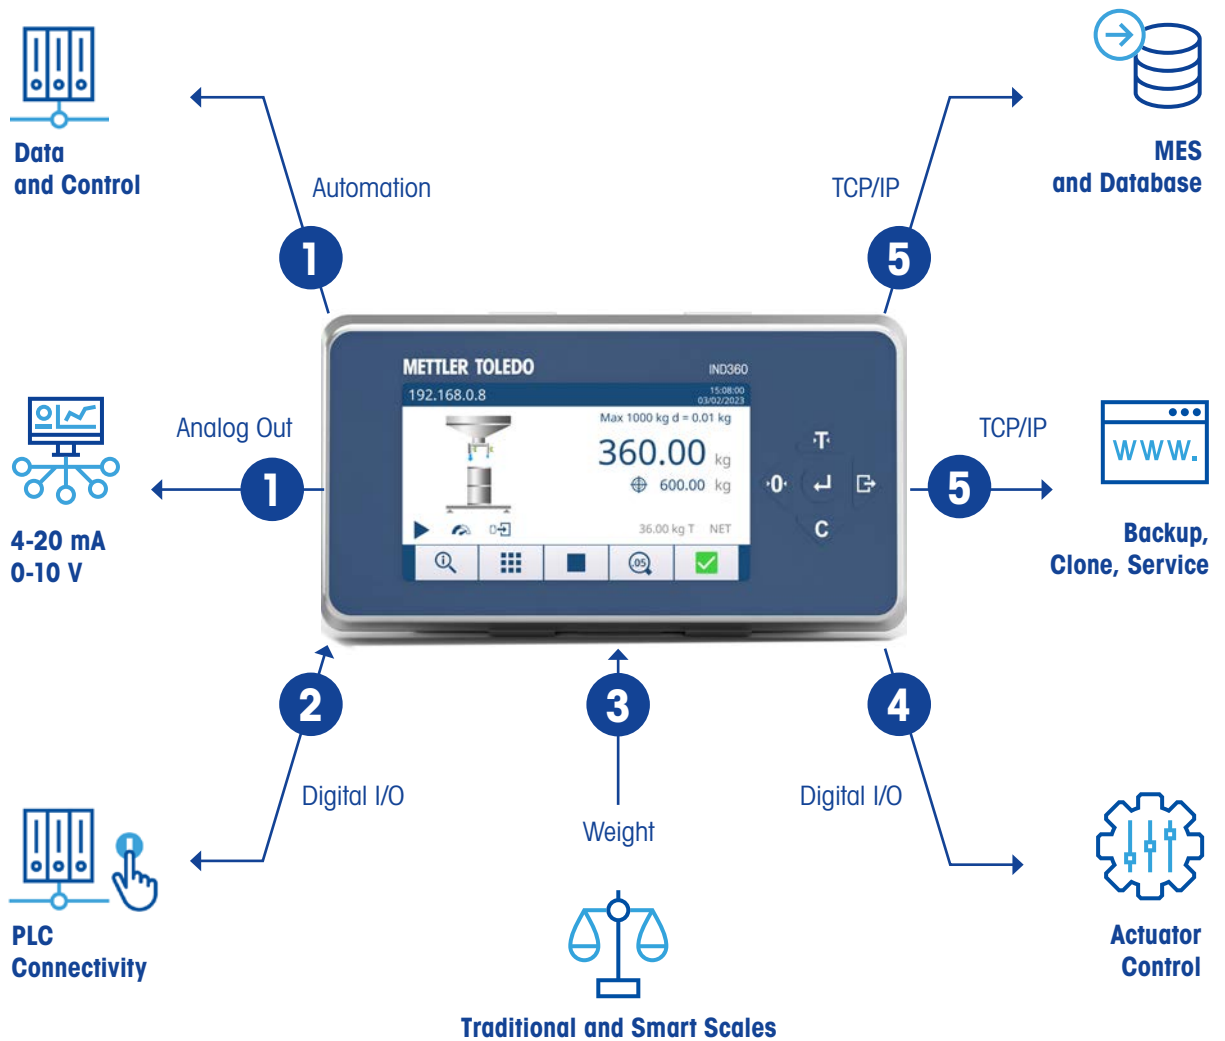 Data
and Control
Automation
1
TCP/IP
5
MES
and Database
METTLER TOLEDO
IND360
192.168.0.8
15:08:00
03/02/2023
Max 1000 kg d = 0.01 kg
360.00 kg
600.00 kg
36.00 kg T NET
.05
T
0
C
Analog Out
1
4-20 mA
0-10 V
TCP/IP
5
WWW.
Backup,
Clone, Service
2
Digital I/O
PLC
Connectivity
3
Weight
Traditional and Smart Scales
4
Digital I/O
Actuator
Control